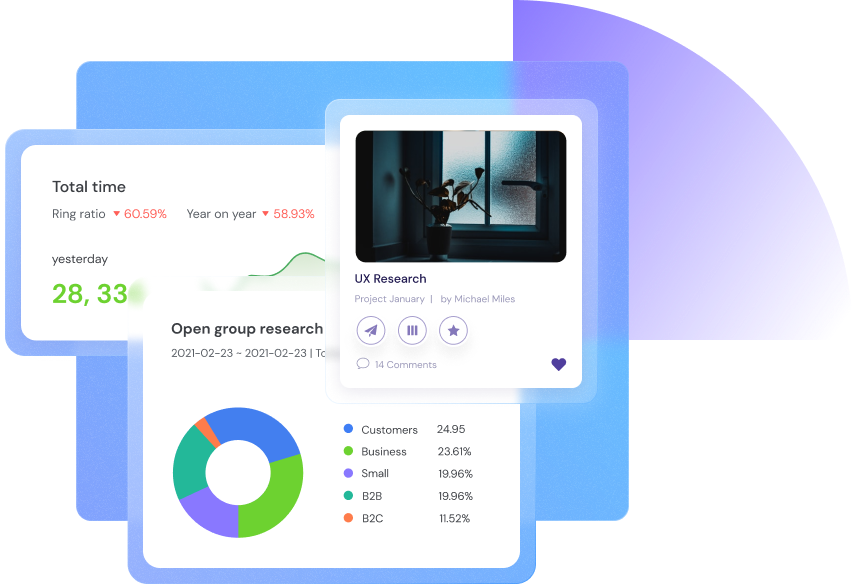 Total time
Ring ratio ▼ 60.59% Year on year ▼ 58.93%
yesterday
28, 33
Open group research
2021-02-23 - 2021-02-23 |
UX Research
Project January | by Michael Miles
14 Comments
Customers 24.95
Business 23.61%
Small 19.96%
B2B 19.96%
B2C 11.52%